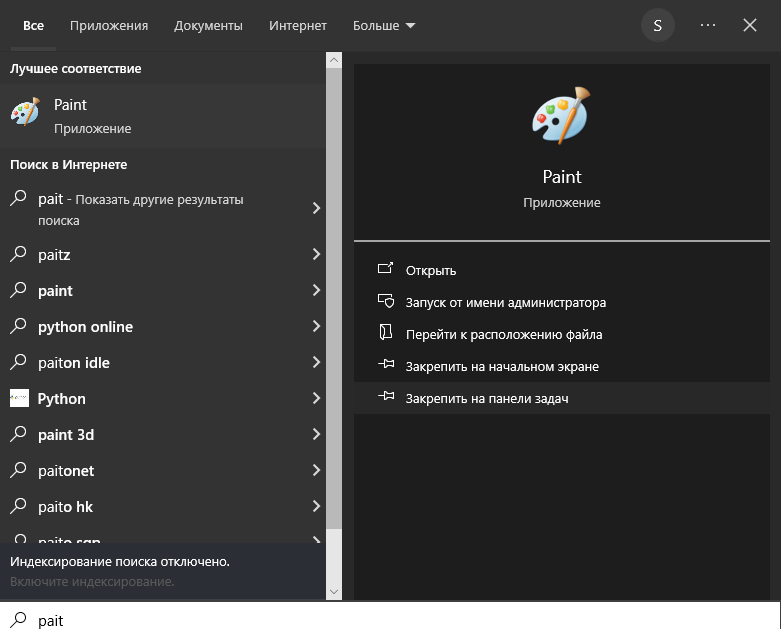 Все Приложения Документы Интернет Больше S
Лучшее соответствие
Paint
Приложение
Поиск в Интернете
pait - Показать другие результаты
поиска
paitz
paint
python online
paiton idle
Python
paint 3d
paitonet
paito hk
paito sgp
Индексирование поиска отключено.
Включите индексирование.
pait
Paint
Приложение
Открыть
Запуск от имени администратора
Перейти к расположению файла
Закрепить на начальном экране
Закрепить на панели задач